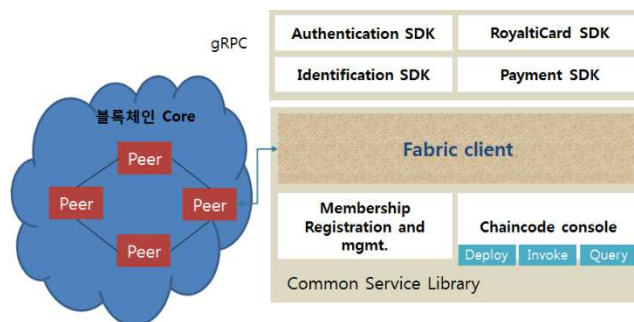 gRPC
Authentication SDK
RoyaltiCard SDK
Identification SDK
Payment SDK
블록체인 Core
Peer
Peer
Peer
Peer
Fabric client
Membership
Registration and
mgmt.
Chaincode console
Deploy
Invoke
Query
Common Service Library